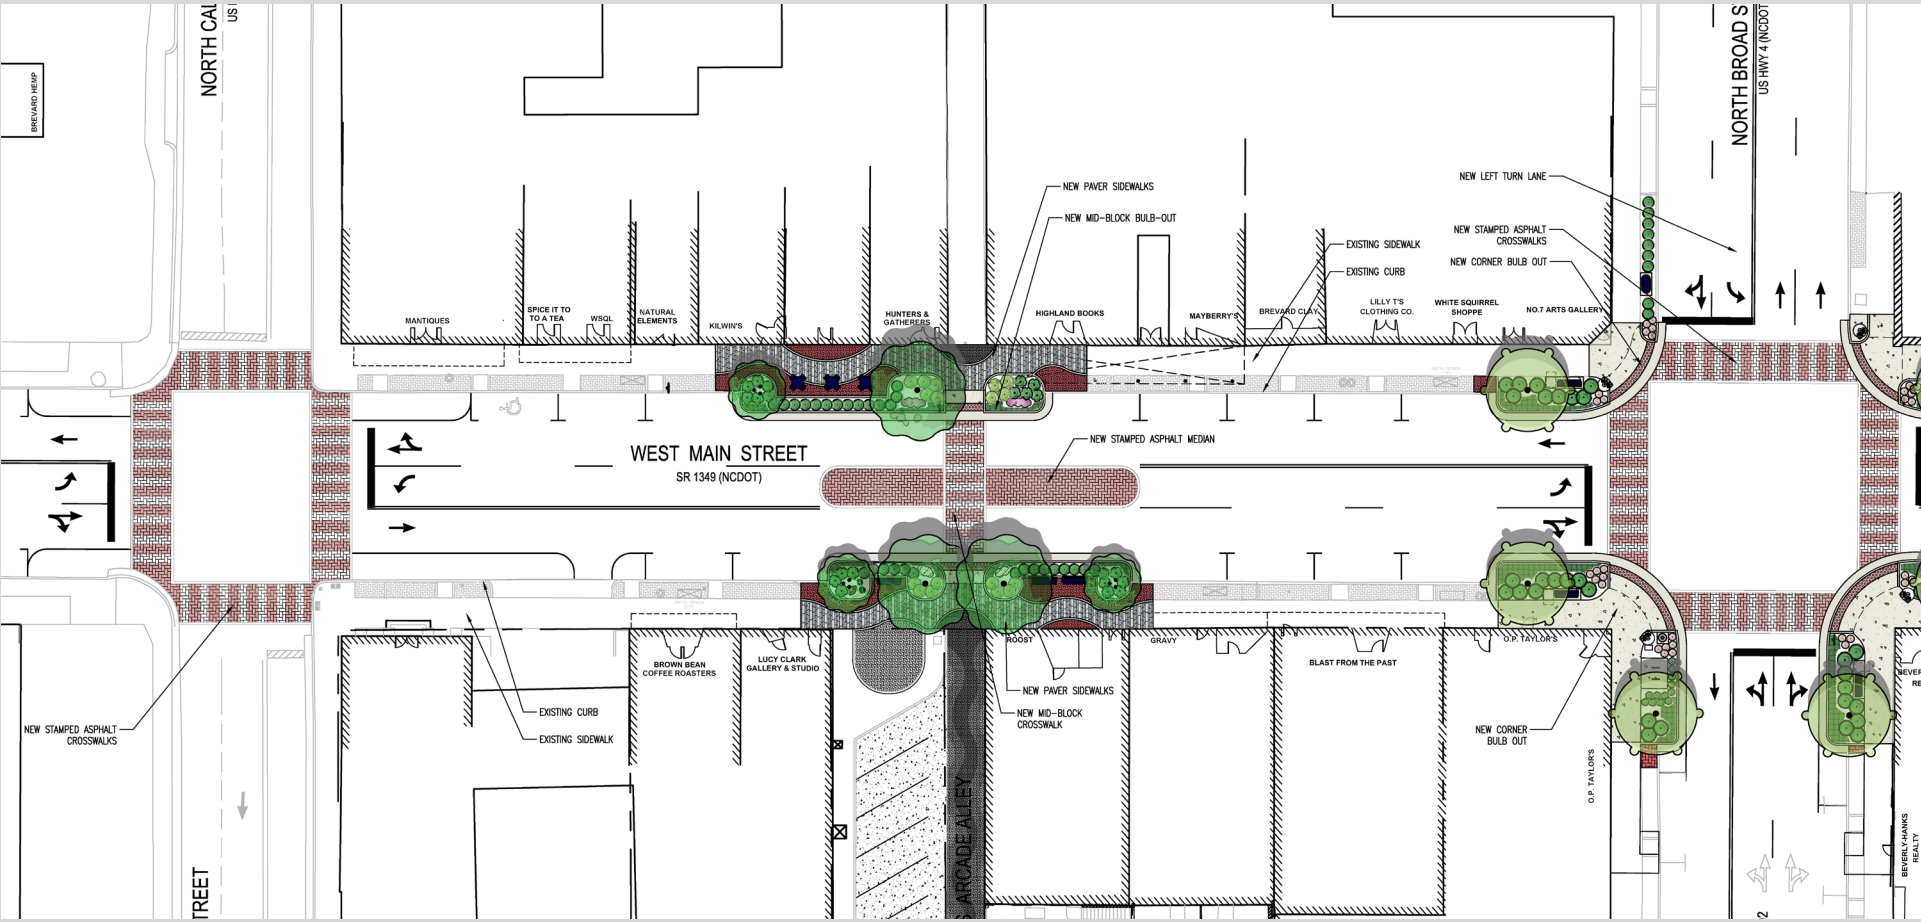 NORTH CAL
US
BREVARD HEMP
NORTH BROAD S
US HWY 4 (NCDOT
NEW PAVER SIDEWALKS
NEW MID-BLOCK BULB-OUT
EXISTING SIDEWALK
EXISTING CURB
NEW LEFT TURN LANE
NEW STAMPED ASPHALT
CROSSWALKS
NEW CORNER BULB OUT
MANTIQUES
SPICE IT TO
TO A TEA
WSQL
NATURAL
ELEMENTS
KILWIN'S
HUNTERS &
GATHERERS
HIGHLAND BOOKS
MAYBERRY'S
BREVARD CLAY
LILLY T'S
CLOTHING CO.
WHITE SQUIRREL
SHOPPE
NO.7 ARTS GALLERY
WEST MAIN STREET
SR 1349 (NCDOT)
NEW STAMPED ASPHALT MEDIAN
BROWN BEAN
COFFEE ROASTERS
LUCY CLARK
GALLERY & STUDIO
ROOST
GRAVY
BLAST FROM THE PAST
O.P. TAYLOR'S
BEVER
RE
NEW PAVER SIDEWALKS
NEW MID-BLOCK
CROSSWALK
EXISTING CURB
EXISTING SIDEWALK
NEW STAMPED ASPHALT
CROSSWALKS
NEW CORNER
BULB OUT
O.P. TAYLOR'S
S ARCADE ALLEY
BEVERLY-HANKS
REALTY
TREET